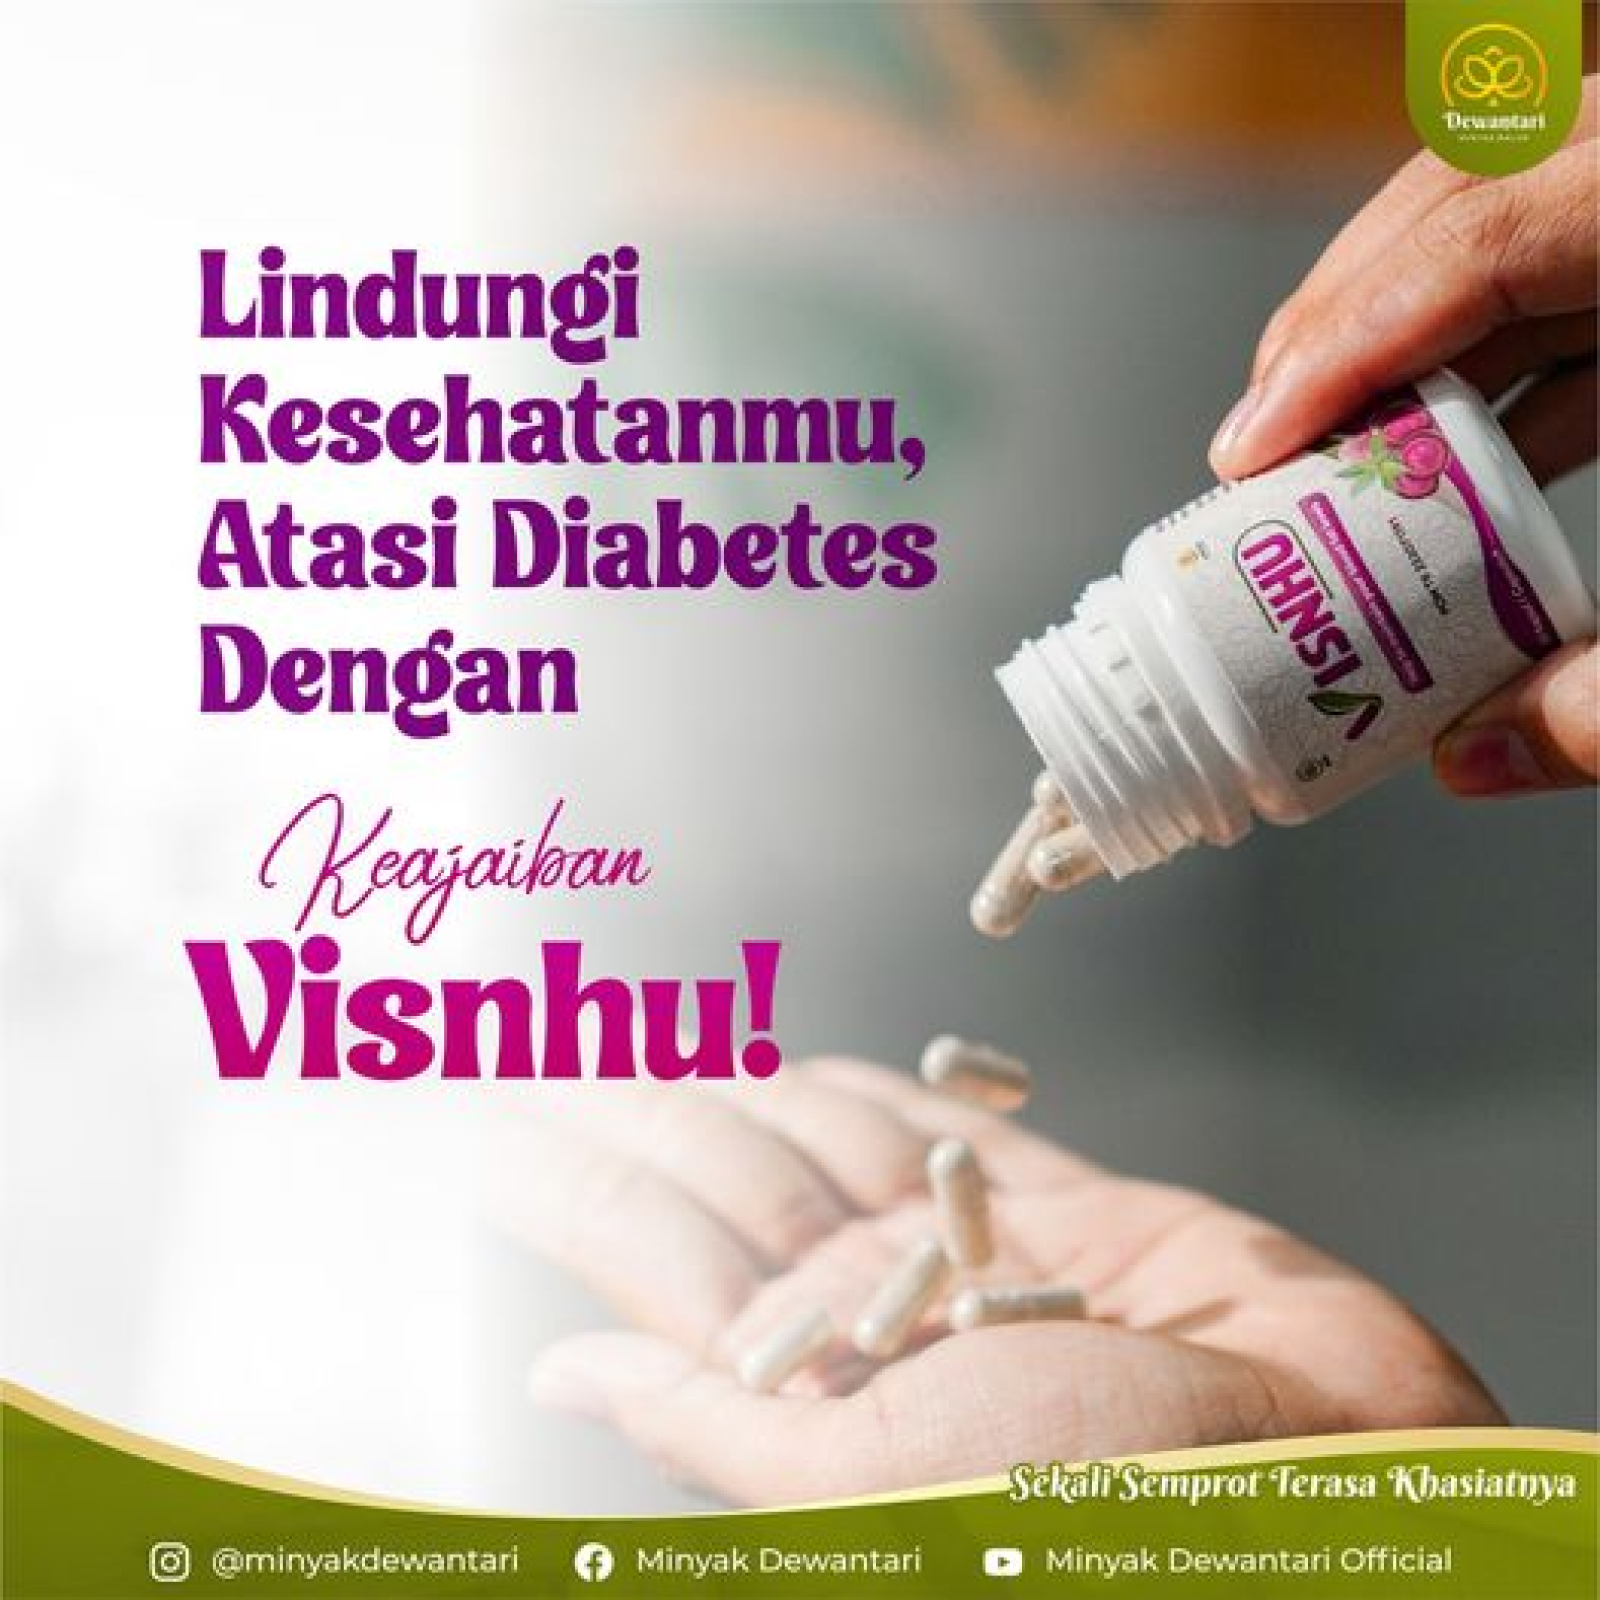 Dewantari
Lindungi
Kesehatanmu,
Atasi Diabetes
Dengan
Keajaiban
Visnhu!
VISNHU
Sekali Semprot Terasa Khasiatnya
@minyakdewantari
Minyak Dewantari
Minyak Dewantari Official